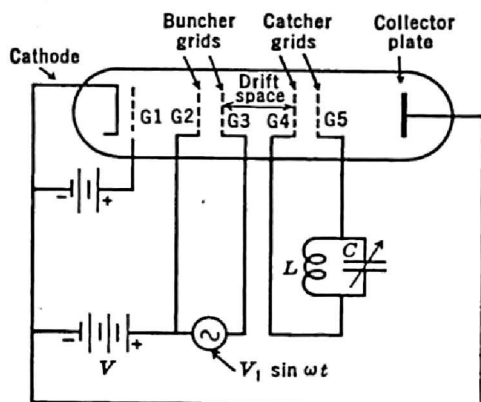 Buncher
grids
Catcher
grids
Collector
plate
Cathode
Drift
space
G1
G2
G3
G4
G5
- +
L
C
- +
V
V₁ sin ωt